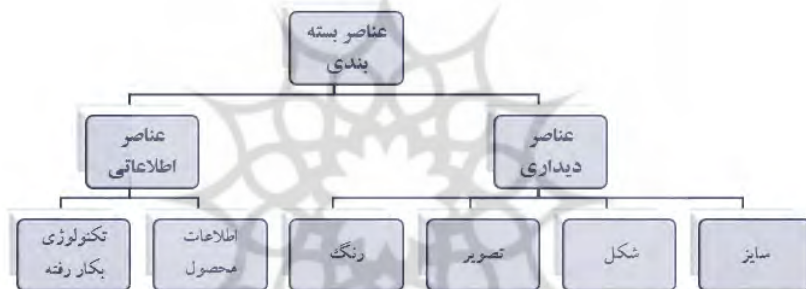 عناصر بسته
بندی
عناصر
دیداری
عناصر
اطلاعاتی
سایز
شکل
تصویر
رنگ
اطلاعات
محصول
تکنولوژی
بکار رفته